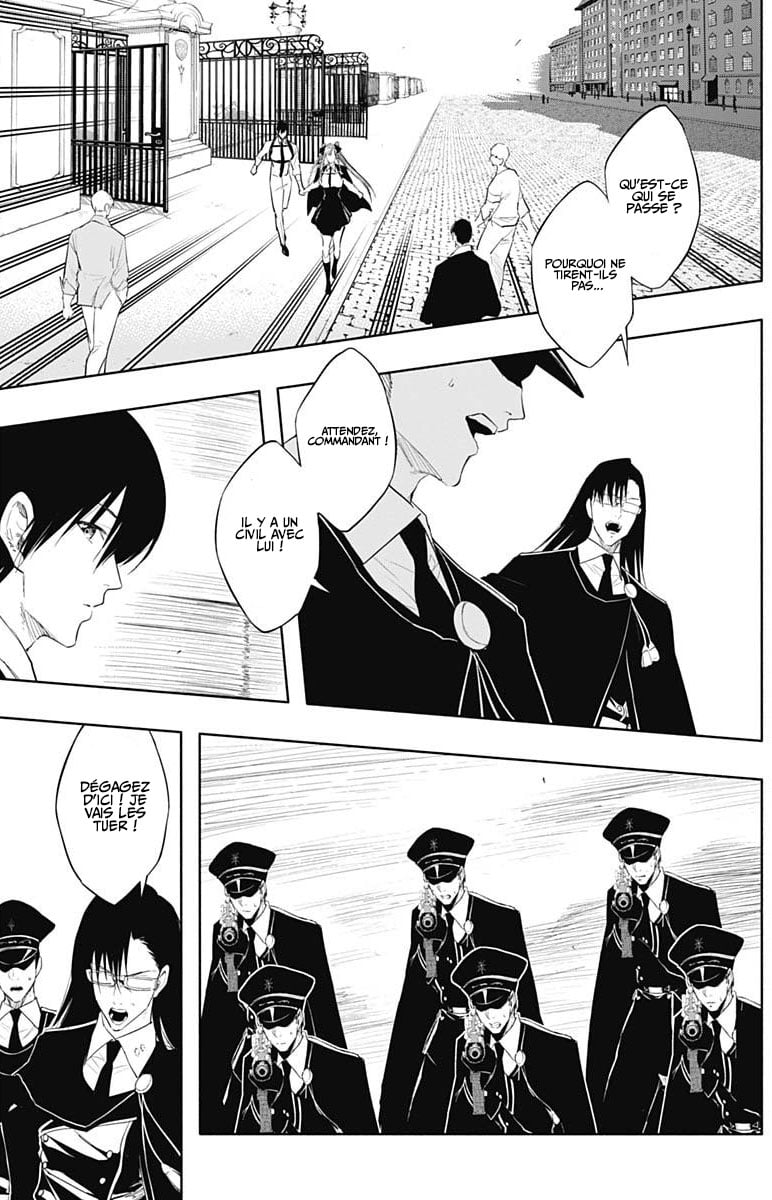 QU'EST-CE
QUI SE
PASSE ?
POURQUOI NE
TIRENT-ILS
PAS...
ATTENDEZ,
COMMANDANT !
IL Y A UN
CIVIL AVEC
LUI !
DÉGAGEZ
D'ICI ! JE
VAIS LES
TUER !